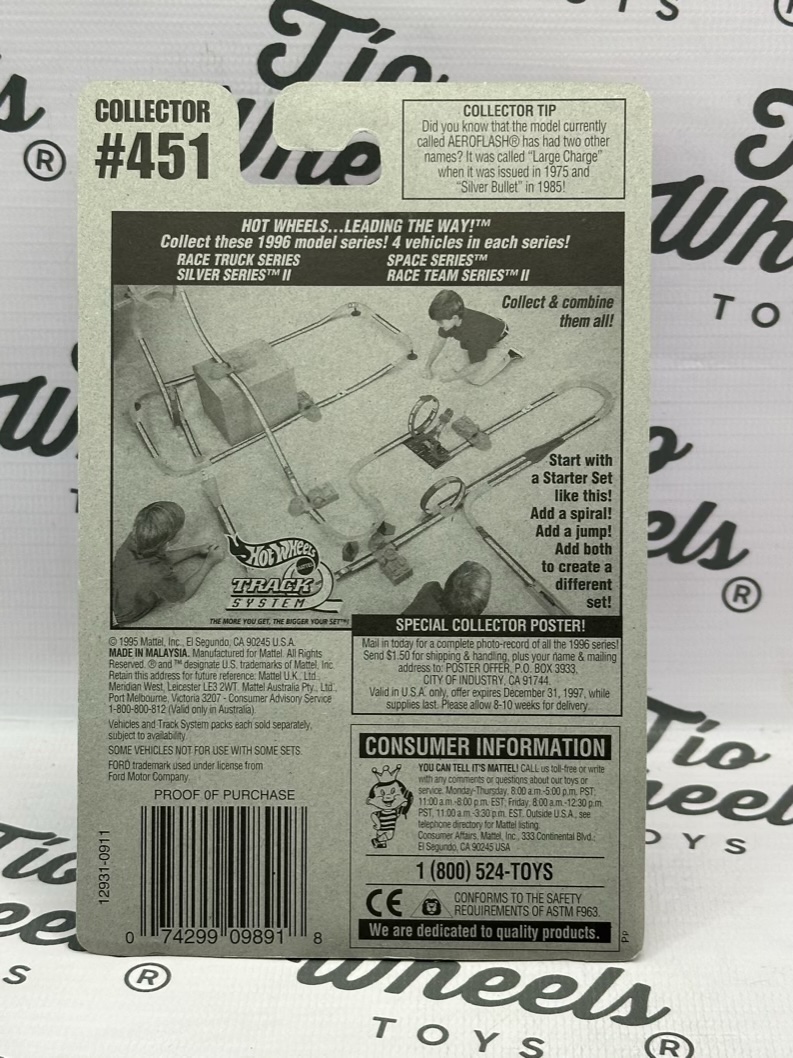 Tio
Wheels
TOYS
®
COLLECTOR
#451
COLLECTOR TIP
Did you know that the model currently
called AEROFLASH® has had two other
names? It was called “Large Charge”
when it was issued in 1975 and
“Silver Bullet” in 1985!
HOT WHEELS...LEADING THE WAY!™
Collect these 1996 model series! 4 vehicles in each series!
RACE TRUCK SERIES
SILVER SERIES™ II
SPACE SERIES™
RACE TEAM SERIES™ II
Collect & combine
them all!
Start with
a Starter Set
like this!
Add a spiral!
Add a jump!
Add both
to create a
different
set!
HOT WHEELS
MATTEL
TRACK
SYSTEM
THE MORE YOU GET, THE BIGGER YOUR SET™!
© 1995 Mattel, Inc., El Segundo, CA 90245 U.S.A.
MADE IN MALAYSIA. Manufactured for Mattel. All Rights
Reserved. ® and ™ designate U.S. trademarks of Mattel, Inc.
Retain this address for future reference: Mattel U.K., Ltd.,
Meridian West, Leicester LE3 2WT. Mattel Australia Pty., Ltd.,
Port Melbourne, Victoria 3207 - Consumer Advisory Service
1-800-800-812 (Valid only in Australia).
Vehicles and Track System packs each sold separately,
subject to availability.
SOME VEHICLES NOT FOR USE WITH SOME SETS.
FORD trademark used under license from
Ford Motor Company.
PROOF OF PURCHASE
12931-0911
0 74299 09891 8
SPECIAL COLLECTOR POSTER!
Mail in today for a complete photo-record of all the 1996 series!
Send $1.50 for shipping & handling, plus your name & mailing
address to: POSTER OFFER, P.O. BOX 3933,
CITY OF INDUSTRY, CA 91744.
Valid in U.S.A. only, offer expires December 31, 1997, while
supplies last. Please allow 8-10 weeks for delivery.
CONSUMER INFORMATION
YOU CAN TELL IT'S MATTEL! CALL us toll-free or write
with any comments or questions about our toys or
service. Monday-Thursday, 8:00 a.m.-5:00 p.m. PST;
11:00 a.m.-8:00 p.m. EST; Friday, 8:00 a.m.-12:30 p.m.
PST, 11:00 a.m.-3:30 p.m. EST. Outside U.S.A., see
telephone directory for Mattel listing.
Consumer Affairs, Mattel, Inc., 333 Continental Blvd.,
El Segundo, CA 90245 USA
1 (800) 524-TOYS
CE
CONFORMS TO THE SAFETY
REQUIREMENTS OF ASTM F963.
We are dedicated to quality products.
Pp
Wheels
TOYS
®